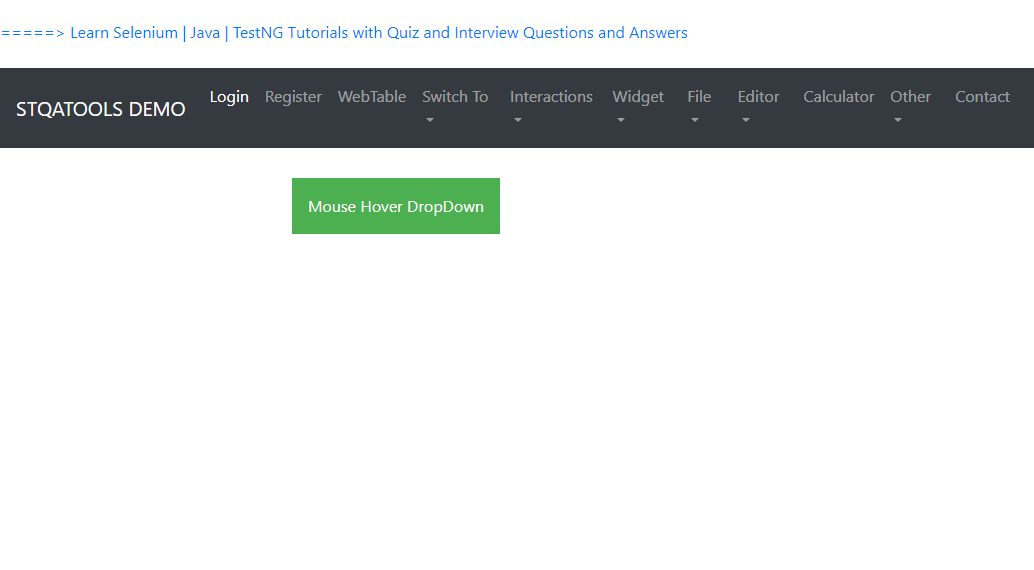 =====> Learn Selenium | Java | TestNG Tutorials with Quiz and Interview Questions and Answers
STQATOOLS DEMO Login Register WebTable Switch To Interactions Widget File Editor Calculator Other Contact
Mouse Hover DropDown